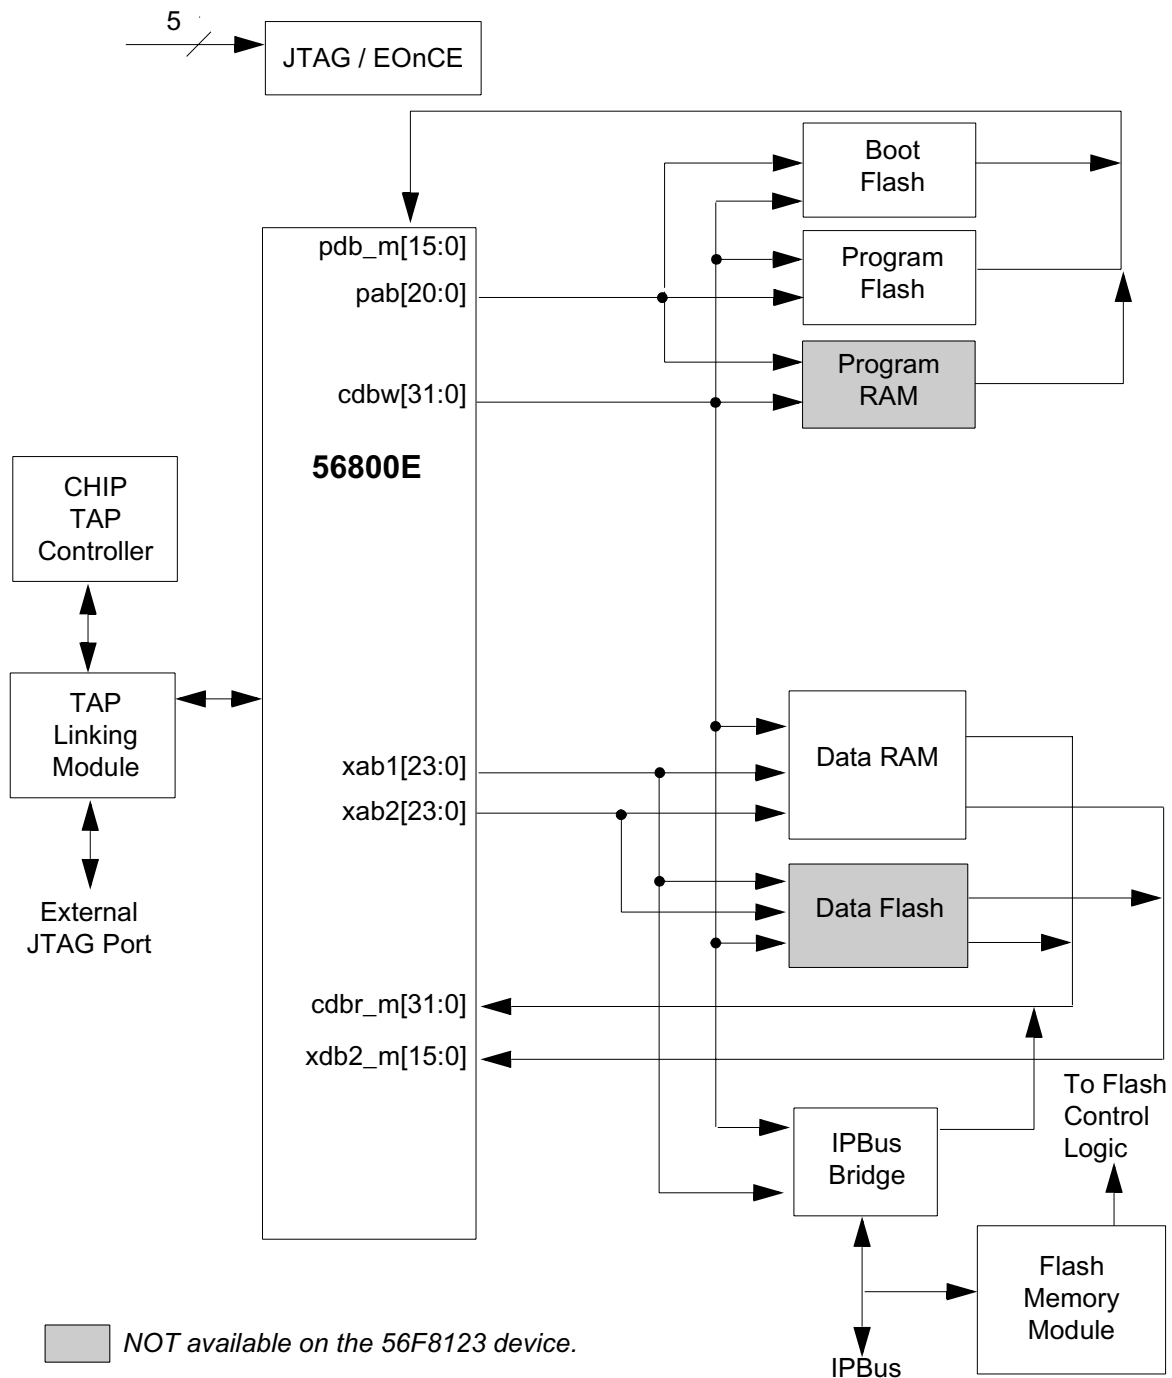 5
JTAG / EOnCE
Boot
Flash
pdb_m[15:0]
Program
Flash
pab[20:0]
Program
RAM
cdbw[31:0]
56800E
CHIP
TAP
Controller
TAP
Linking
Module
External
JTAG Port
xab1[23:0]
xab2[23:0]
Data RAM
Data Flash
cdbr_m[31:0]
xdb2_m[15:0]
To Flash
Control
Logic
IPBus
Bridge
Flash
Memory
Module
IPBus
NOT available on the 56F8123 device.